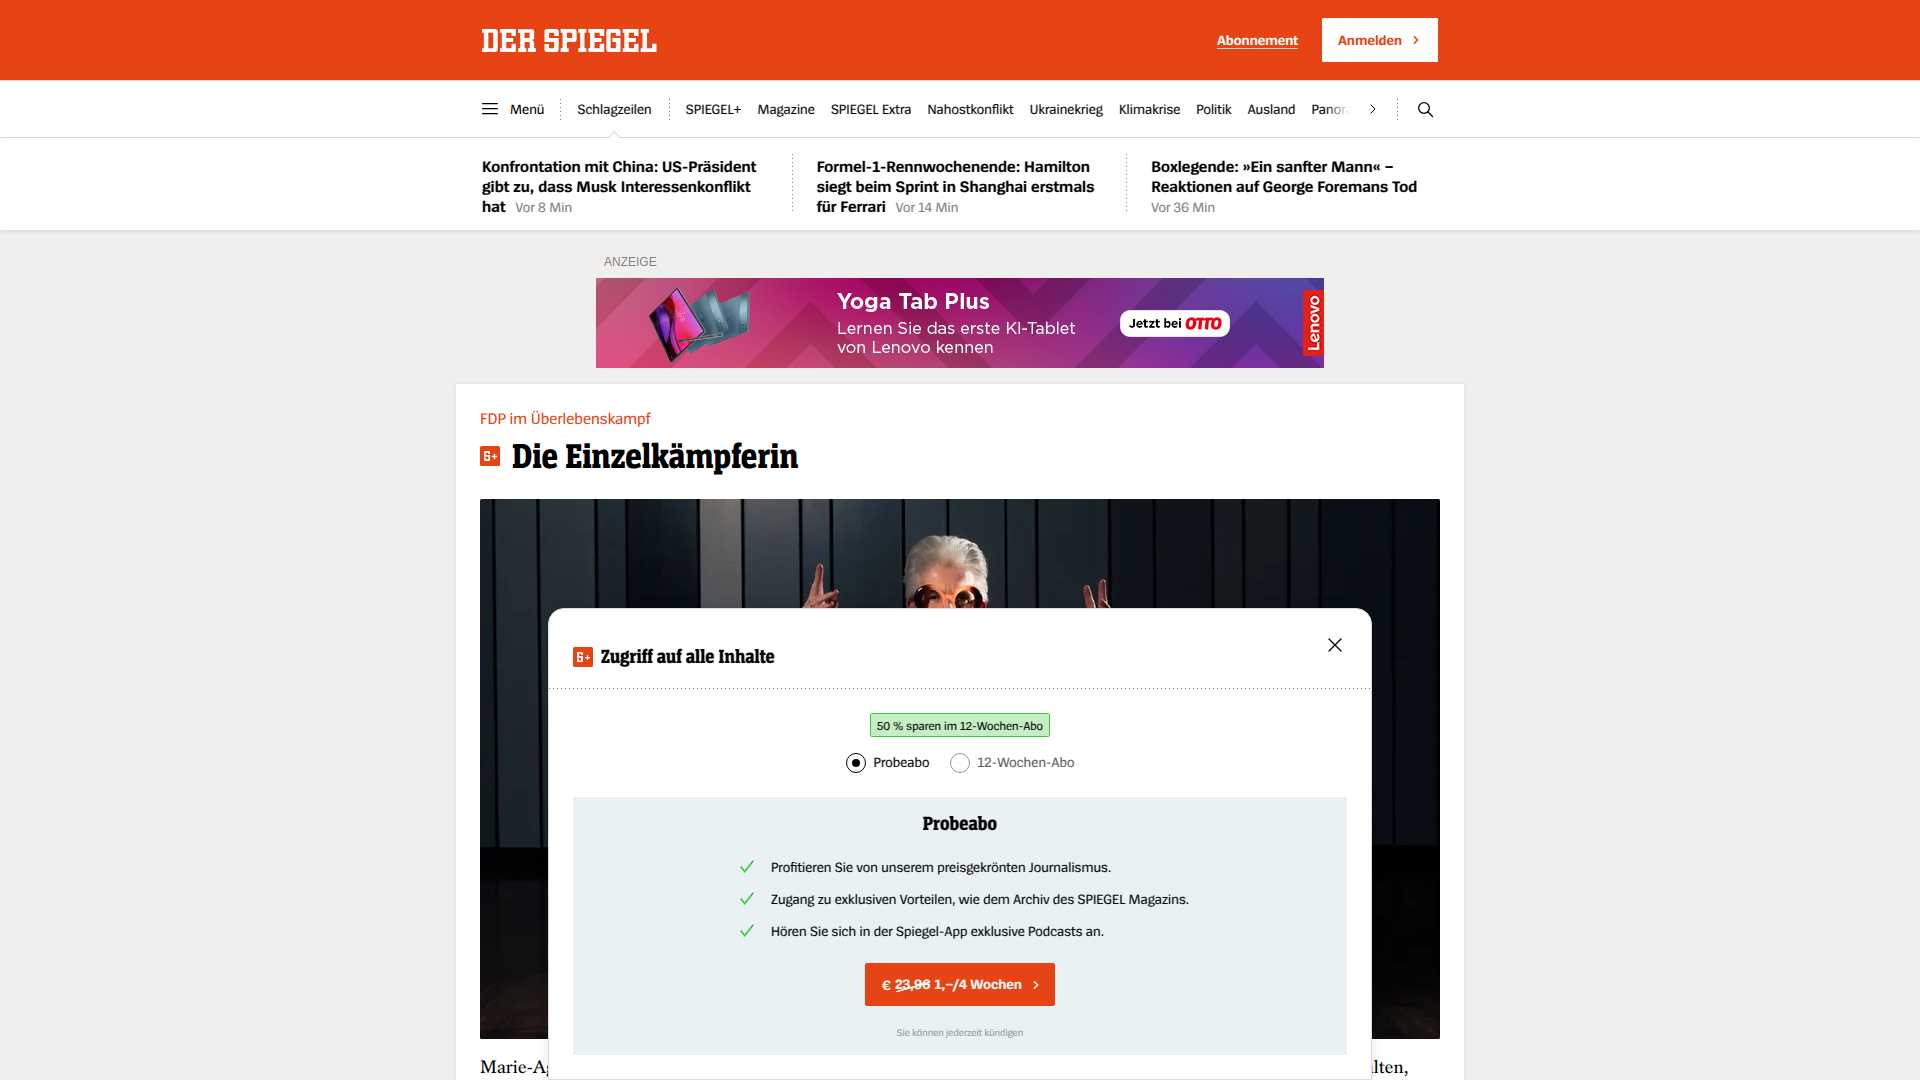 DER SPIEGEL
Abonnement
Anmelden
Menü
Schlagzeilen
SPIEGEL+
Magazine
SPIEGEL Extra
Nahostkonflikt
Ukrainekrieg
Klimakrise
Politik
Ausland
Konfrontation mit China: US-Präsident
gibt zu, dass Musk Interessenkonflikt
hat Vor 8 Min
Formel-1-Rennwochenende: Hamilton
siegt beim Sprint in Shanghai erstmals
für Ferrari Vor 14 Min
Boxlegende: »Ein sanfter Mann« –
Reaktionen auf George Foremans Tod
Vor 36 Min
ANZEIGE
Yoga Tab Plus
Lernen Sie das erste KI-Tablet
von Lenovo kennen
Jetzt bei OTTO
Lenovo
FDP im Überlebenskampf
Die Einzelkämpferin
Zugriff auf alle Inhalte
50 % sparen im 12-Wochen-Abo
Probeabo
12-Wochen-Abo
Probeabo
Profitieren Sie von unserem preisgekrönten Journalismus.
Zugang zu exklusiven Vorteilen, wie dem Archiv des SPIEGEL Magazins.
Hören Sie sich in der Spiegel-App exklusive Podcasts an.
€ 23,96 1,–/4 Wochen
Sie können jederzeit kündigen